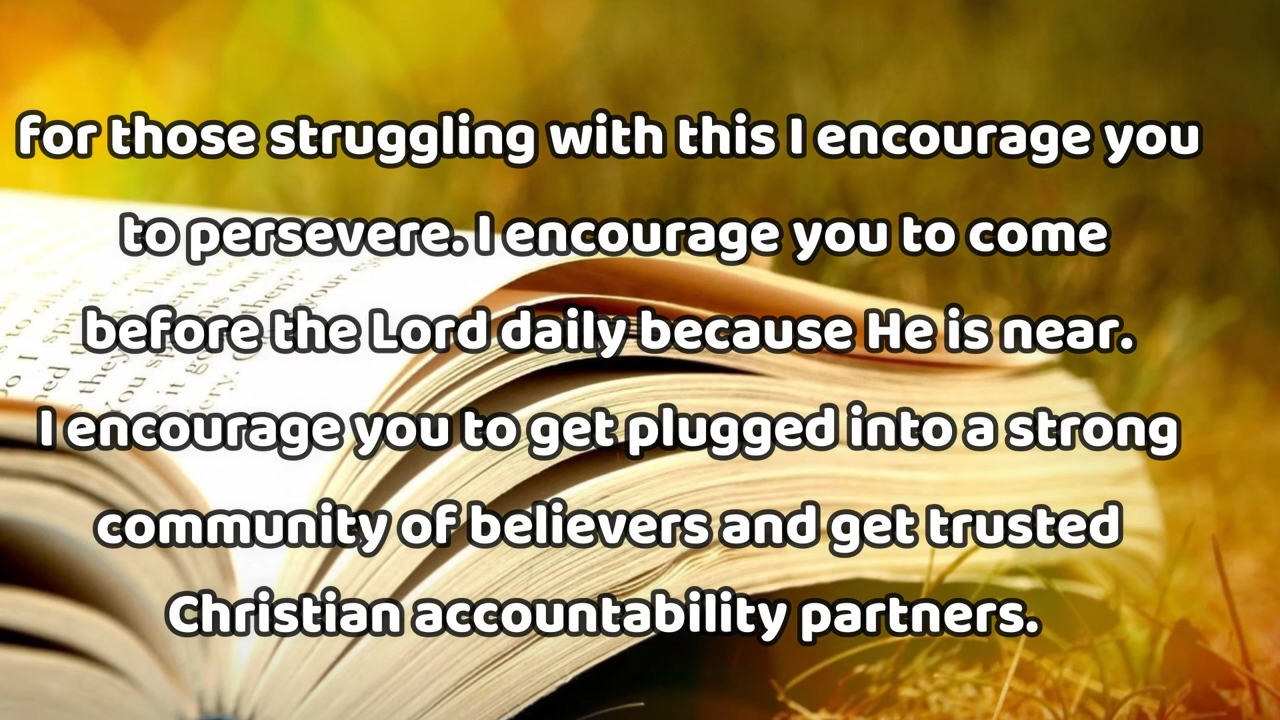 for those struggling with this I encourage you
to persevere. I encourage you to come
before the Lord daily because He is near.
I encourage you to get plugged into a strong
community of believers and get trusted
Christian accountability partners.